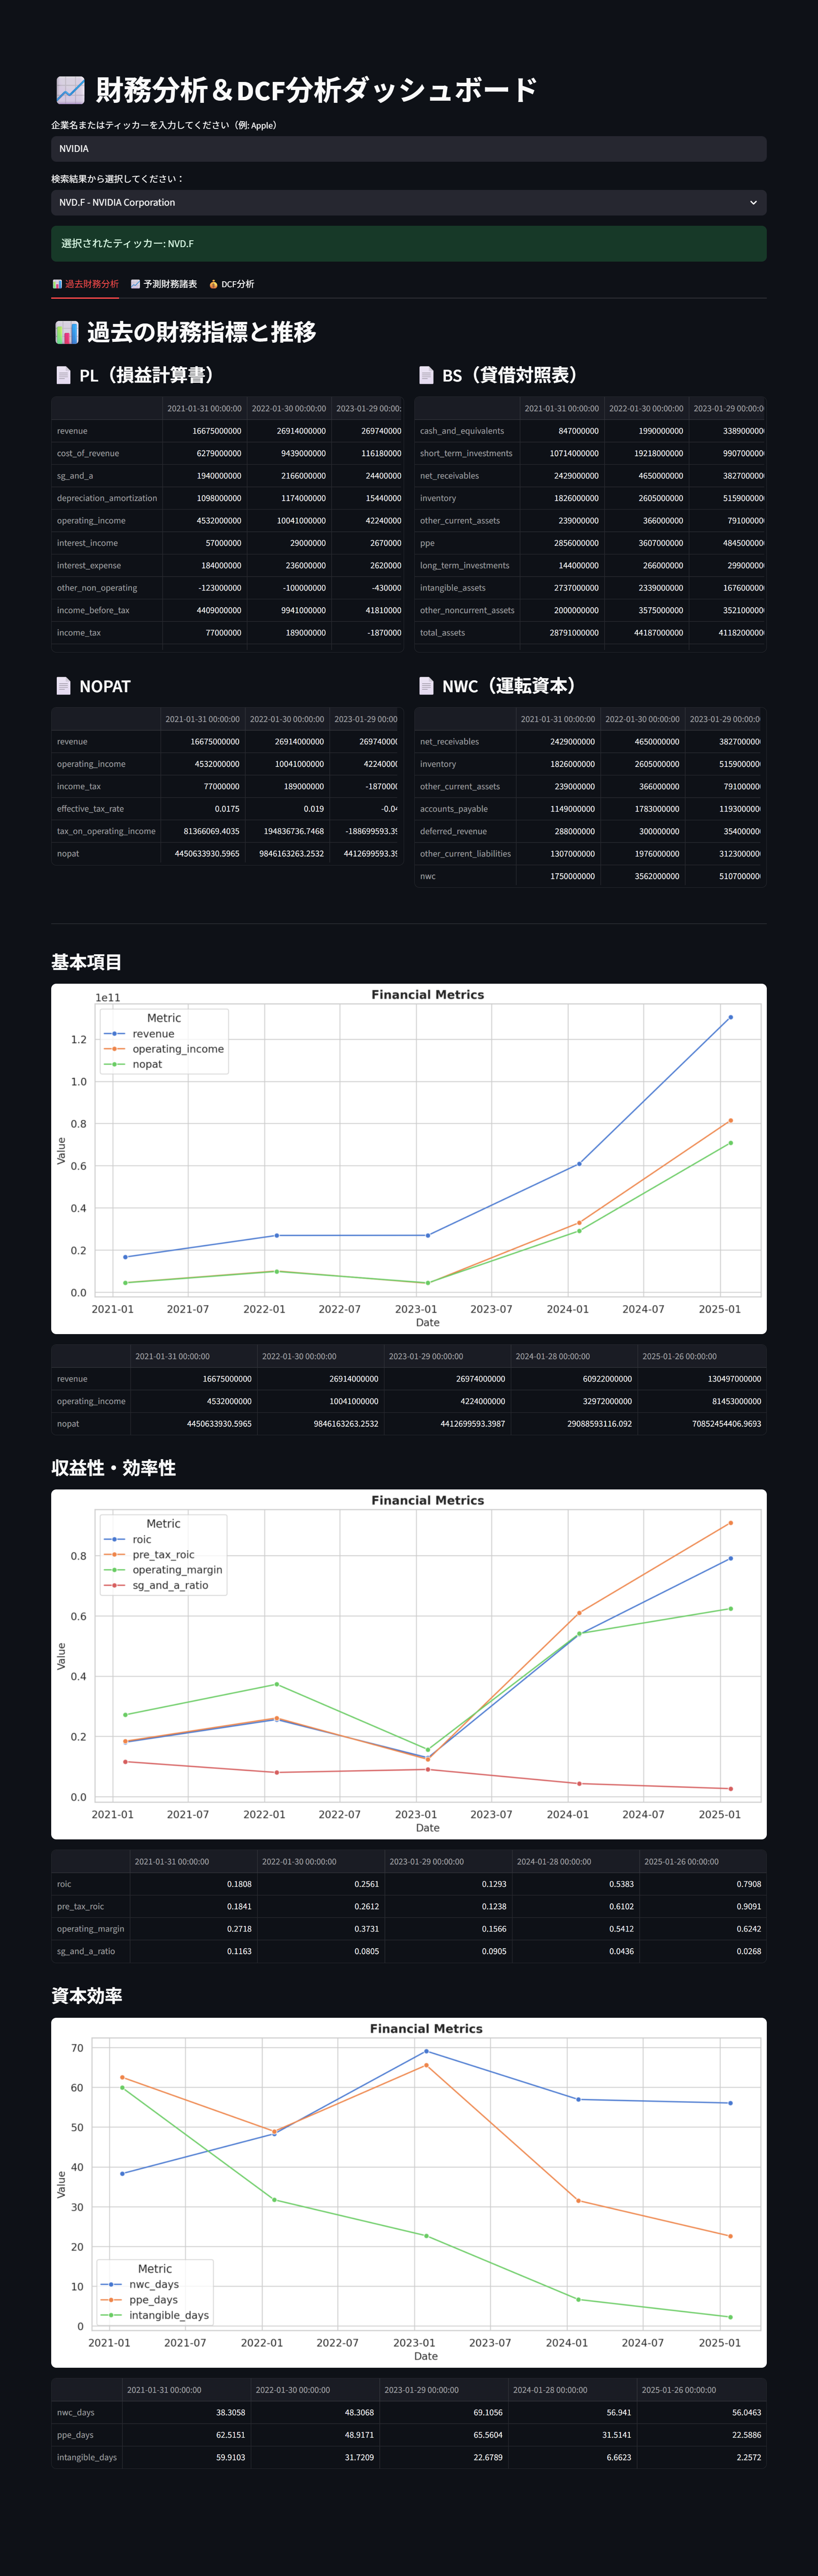 📈 財務分析＆DCF分析ダッシュボード
企業名またはティッカーを入力してください（例: Apple）
NVIDIA
検索結果から選択してください：
NVD.F - NVIDIA Corporation
選択されたティッカー: NVD.F
📊 過去財務分析 📈 予測財務諸表 💰 DCF分析
📊 過去の財務指標と推移
📄 PL（損益計算書）
2021-01-31 00:00:00 2022-01-30 00:00:00 2023-01-29 00:00:
revenue 16675000000 26914000000 269740000
cost_of_revenue 6279000000 9439000000 116180000
sg_and_a 1940000000 2166000000 24400000
depreciation_amortization 1098000000 1174000000 15440000
operating_income 4532000000 10041000000 42240000
interest_income 57000000 29000000 2670000
interest_expense 184000000 236000000 2620000
other_non_operating -123000000 -100000000 -430000
income_before_tax 4409000000 9941000000 41810000
income_tax 77000000 189000000 -1870000
📄 BS（貸借対照表）
2021-01-31 00:00:00 2022-01-30 00:00:00 2023-01-29 00:00:0
cash_and_equivalents 847000000 1990000000 338900000
short_term_investments 10714000000 19218000000 990700000
net_receivables 2429000000 4650000000 382700000
inventory 1826000000 2605000000 515900000
other_current_assets 239000000 366000000 79100000
ppe 2856000000 3607000000 484500000
long_term_investments 144000000 266000000 29900000
intangible_assets 2737000000 2339000000 167600000
other_noncurrent_assets 2000000000 3575000000 352100000
total_assets 28791000000 44187000000 4118200000
📄 NOPAT
2021-01-31 00:00:00 2022-01-30 00:00:00 2023-01-29 00:00
revenue 16675000000 26914000000 26974000
operating_income 4532000000 10041000000 4224000
income_tax 77000000 189000000 -187000
effective_tax_rate 0.0175 0.019 -0.04
tax_on_operating_income 81366069.4035 194836736.7468 -188699593.39
nopat 4450633930.5965 9846163263.2532 4412699593.39
📄 NWC（運転資本）
2021-01-31 00:00:00 2022-01-30 00:00:00 2023-01-29 00:00:0
net_receivables 2429000000 4650000000 38270000
inventory 1826000000 2605000000 51590000
other_current_assets 239000000 366000000 7910000
accounts_payable 1149000000 1783000000 11930000
deferred_revenue 288000000 300000000 3540000
other_current_liabilities 1307000000 1976000000 31230000
nwc 1750000000 3562000000 51070000
基本項目
Financial Metrics
1e11
Metric
revenue
operating_income
nopat
1.2
1.0
0.8
0.6
0.4
0.2
0.0
Value
2021-01 2021-07 2022-01 2022-07 2023-01 2023-07 2024-01 2024-07 2025-01
Date
2021-01-31 00:00:00 2022-01-30 00:00:00 2023-01-29 00:00:00 2024-01-28 00:00:00 2025-01-26 00:00:00
revenue 16675000000 26914000000 26974000000 60922000000 130497000000
operating_income 4532000000 10041000000 4224000000 32972000000 81453000000
nopat 4450633930.5965 9846163263.2532 4412699593.3987 29088593116.092 70852454406.9693
収益性・効率性
Financial Metrics
Metric
roic
pre_tax_roic
operating_margin
sg_and_a_ratio
0.8
0.6
0.4
0.2
0.0
Value
2021-01 2021-07 2022-01 2022-07 2023-01 2023-07 2024-01 2024-07 2025-01
Date
2021-01-31 00:00:00 2022-01-30 00:00:00 2023-01-29 00:00:00 2024-01-28 00:00:00 2025-01-26 00:00:00
roic 0.1808 0.2561 0.1293 0.5383 0.7908
pre_tax_roic 0.1841 0.2612 0.1238 0.6102 0.9091
operating_margin 0.2718 0.3731 0.1566 0.5412 0.6242
sg_and_a_ratio 0.1163 0.0805 0.0905 0.0436 0.0268
資本効率
Financial Metrics
70
60
50
40
30
20
10
0
Value
Metric
nwc_days
ppe_days
intangible_days
2021-01 2021-07 2022-01 2022-07 2023-01 2023-07 2024-01 2024-07 2025-01
Date
2021-01-31 00:00:00 2022-01-30 00:00:00 2023-01-29 00:00:00 2024-01-28 00:00:00 2025-01-26 00:00:00
nwc_days 38.3058 48.3068 69.1056 56.941 56.0463
ppe_days 62.5151 48.9171 65.5604 31.5141 22.5886
intangible_days 59.9103 31.7209 22.6789 6.6623 2.2572